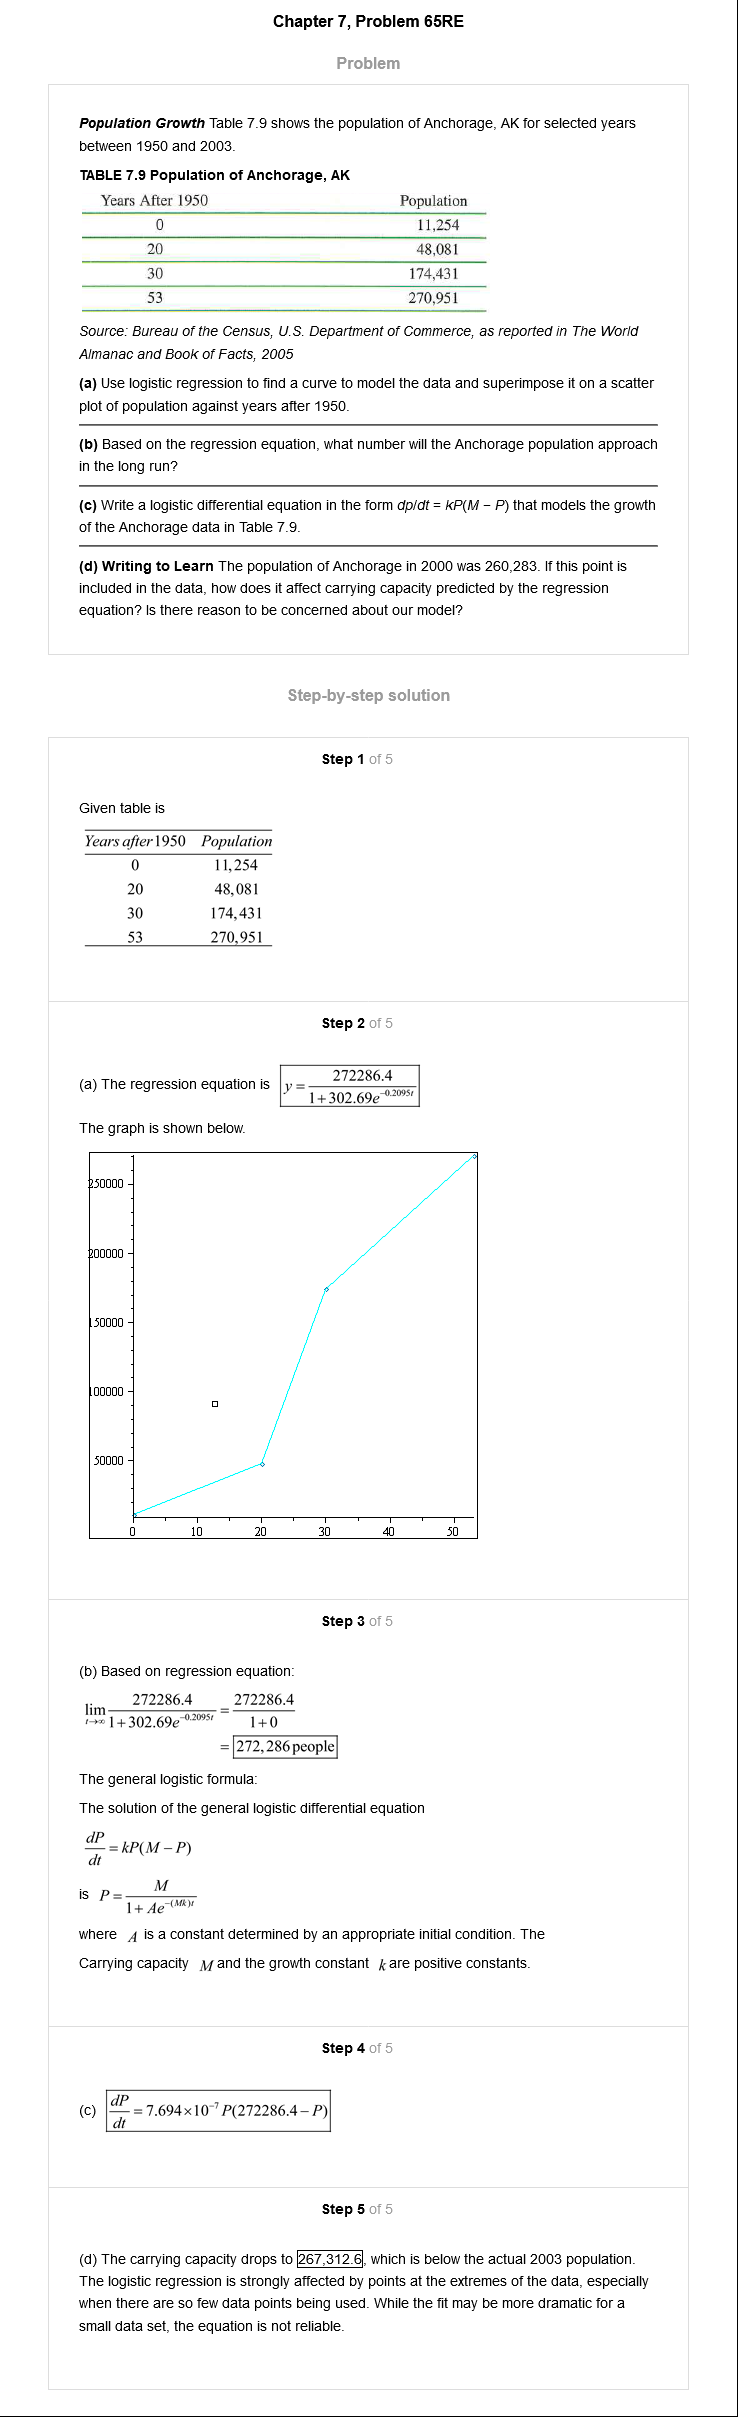 Chapter 7, Problem 65RE
Problem
Population Growth Table 7.9 shows the population of Anchorage, AK for selected years
between 1950 and 2003.
TABLE 7.9 Population of Anchorage, AK
Years After 1950 Population
0 11,254
20 48,081
30 174,431
53 270,951
Source: Bureau of the Census, U.S. Department of Commerce, as reported in The World
Almanac and Book of Facts, 2005
(a) Use logistic regression to find a curve to model the data and superimpose it on a scatter
plot of population against years after 1950.
(b) Based on the regression equation, what number will the Anchorage population approach
in the long run?
(c) Write a logistic differential equation in the form dp/dt = kP(M − P) that models the growth
of the Anchorage data in Table 7.9.
(d) Writing to Learn The population of Anchorage in 2000 was 260,283. If this point is
included in the data, how does it affect carrying capacity predicted by the regression
equation? Is there reason to be concerned about our model?
Step-by-step solution
Step 1 of 5
Given table is
Years after 1950 Population
0 11,254
20 48,081
30 174,431
53 270,951
Step 2 of 5
(a) The regression equation is y = 272286.4 / 1+302.69e^{-0.2095t}
The graph is shown below.
250000
200000
150000
100000
50000
0 10 20 30 40 50
Step 3 of 5
(b) Based on regression equation:
lim t→∞ 272286.4 / 1+302.69e^{-0.2095t} = 272286.4 / 1+0
= 272,286 people
The general logistic formula:
The solution of the general logistic differential equation
dP/dt = kP(M − P)
is P = M / 1+ Ae^{-(Mk)t}
where A is a constant determined by an appropriate initial condition. The
Carrying capacity M and the growth constant k are positive constants.
Step 4 of 5
(c) dP/dt = 7.694×10^{-7} P(272286.4 − P)
Step 5 of 5
(d) The carrying capacity drops to 267,312.6, which is below the actual 2003 population.
The logistic regression is strongly affected by points at the extremes of the data, especially
when there are so few data points being used. While the fit may be more dramatic for a
small data set, the equation is not reliable.